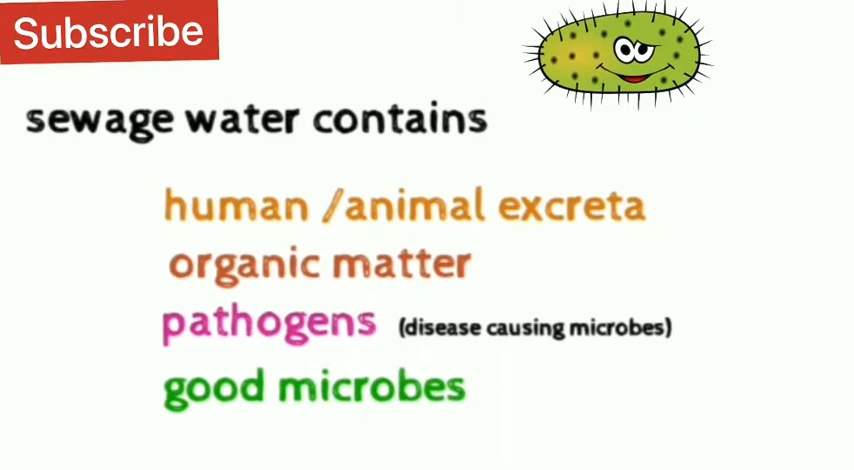 Subscribe
sewage water contains
human /animal excreta
organic matter
pathogens (disease causing microbes)
good microbes